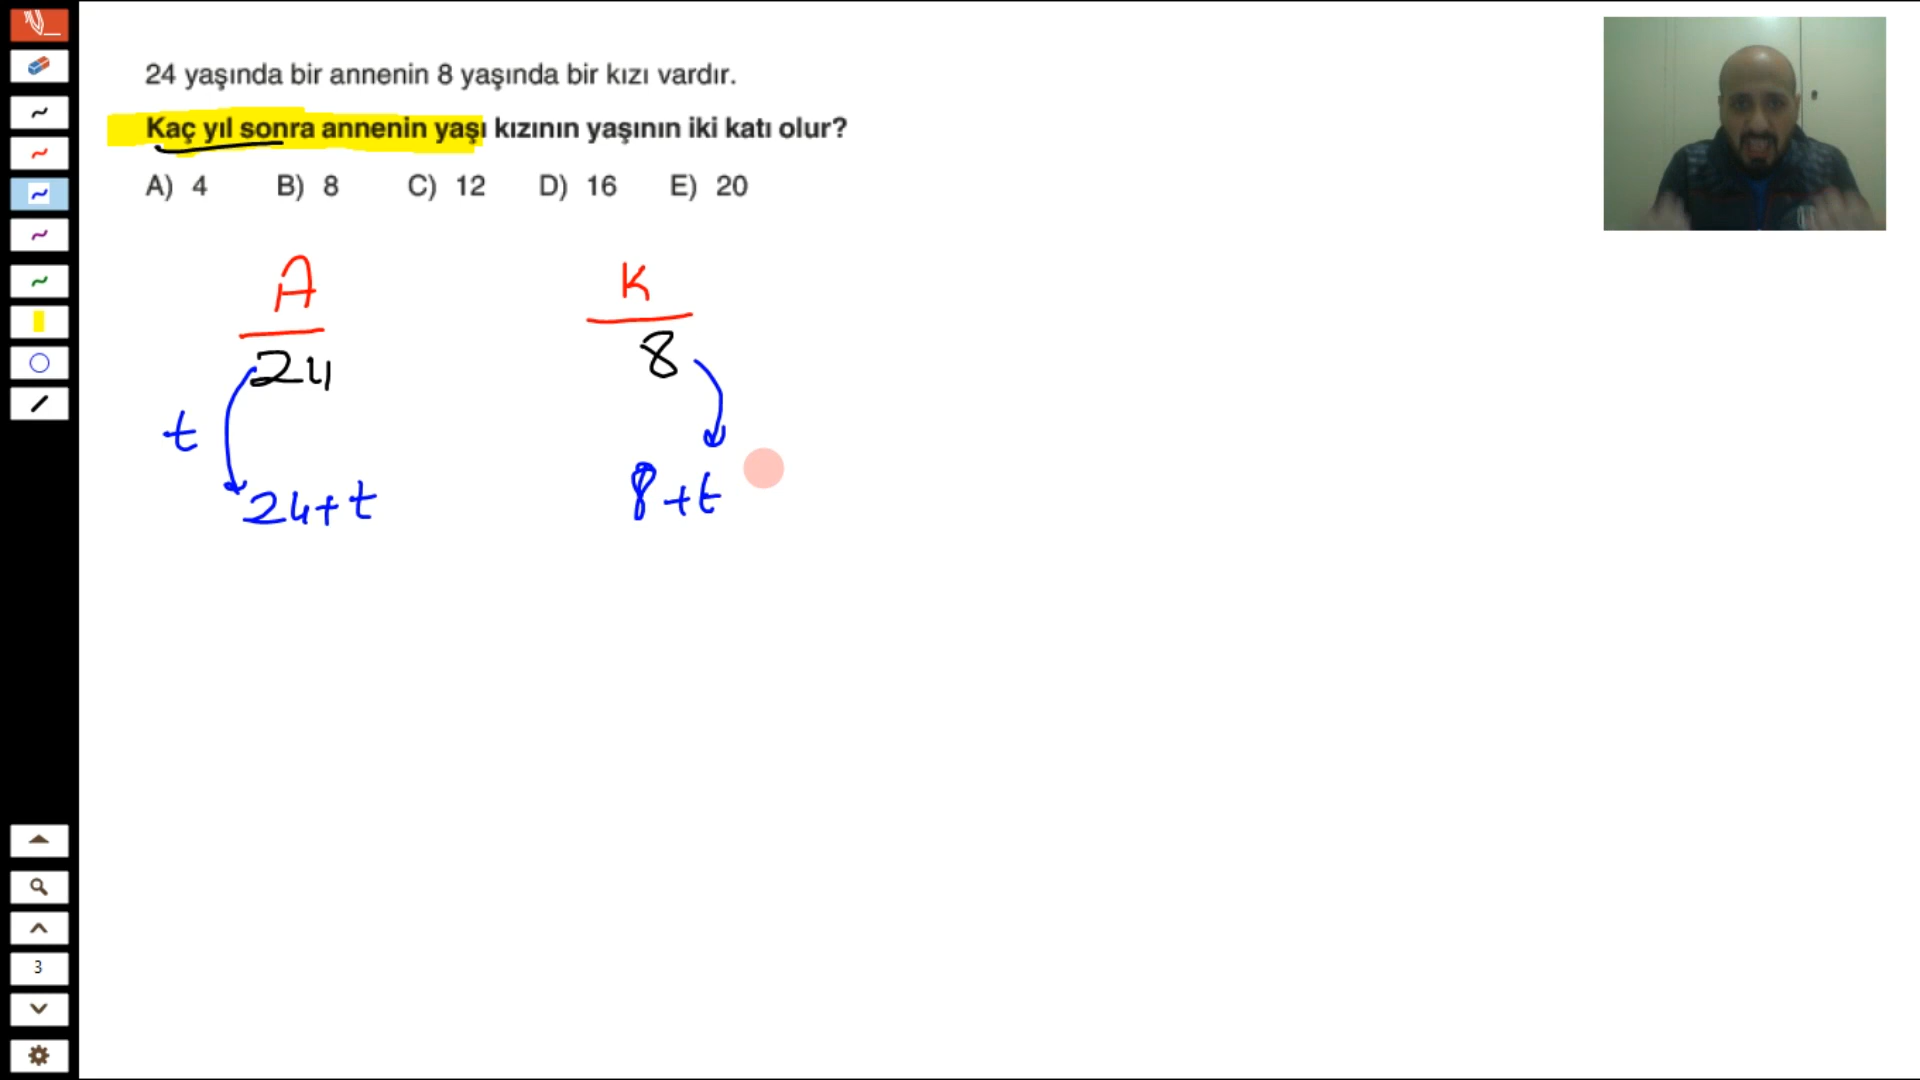 24 yaşında bir annenin 8 yaşında bir kızı vardır.
Kaç yıl sonra annenin yaşı kızının yaşının iki katı olur?
A) 4 B) 8 C) 12 D) 16 E) 20
A K
24 8
t
24+t 8+t
3